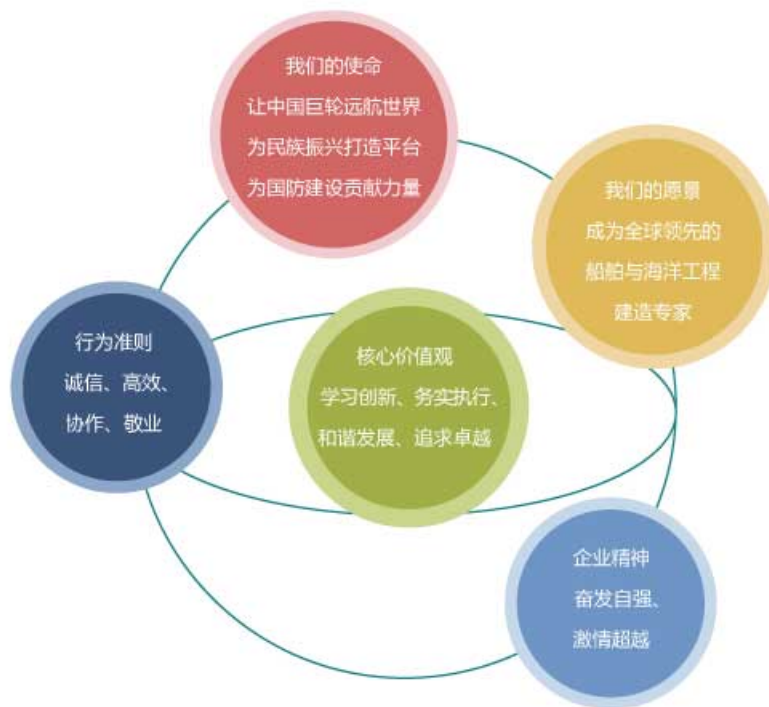 我们的使命
让中国巨轮远航世界
为民族振兴打造平台
为国防建设贡献力量
我们的愿景
成为全球领先的
船舶与海洋工程
建造专家
行为准则
诚信、高效、
协作、敬业
核心价值观
学习创新、务实执行、
和谐发展、追求卓越
企业精神
奋发自强、
激情超越